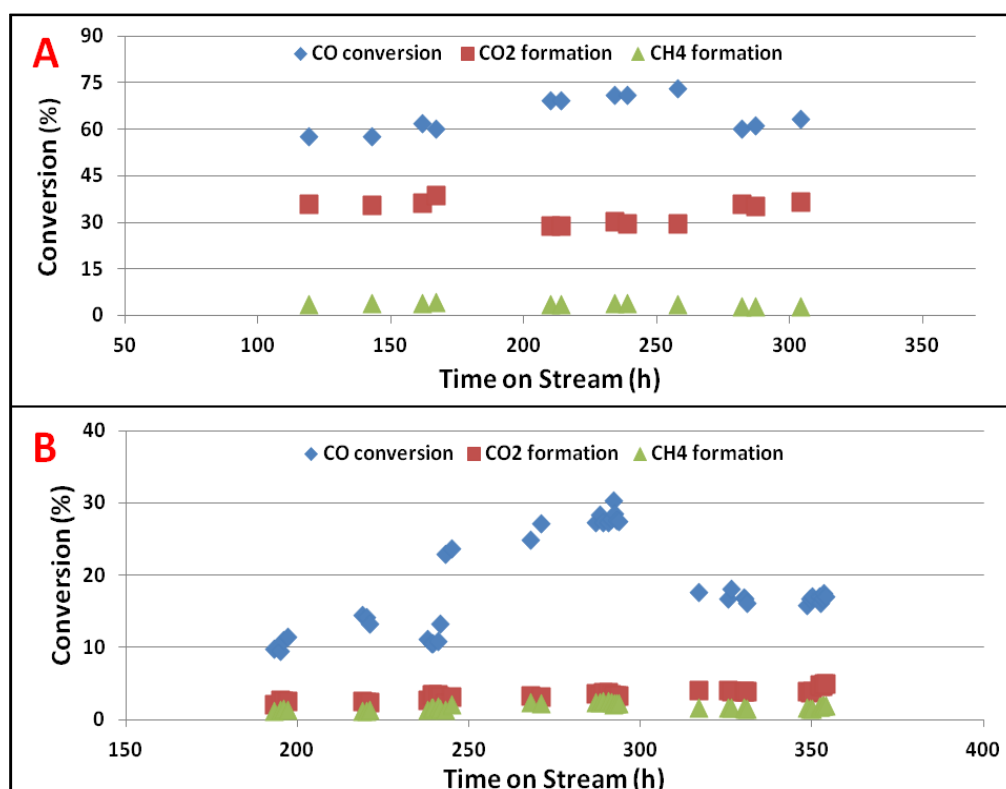 A
90
CO conversion CO2 formation CH4 formation
75
60
45
30
15
0
Conversion (%)
50 100 150 200 250 300 350
Time on Stream (h)
B
40
CO conversion CO2 formation CH4 formation
30
20
10
0
Conversion (%)
150 200 250 300 350 400
Time on Stream (h)